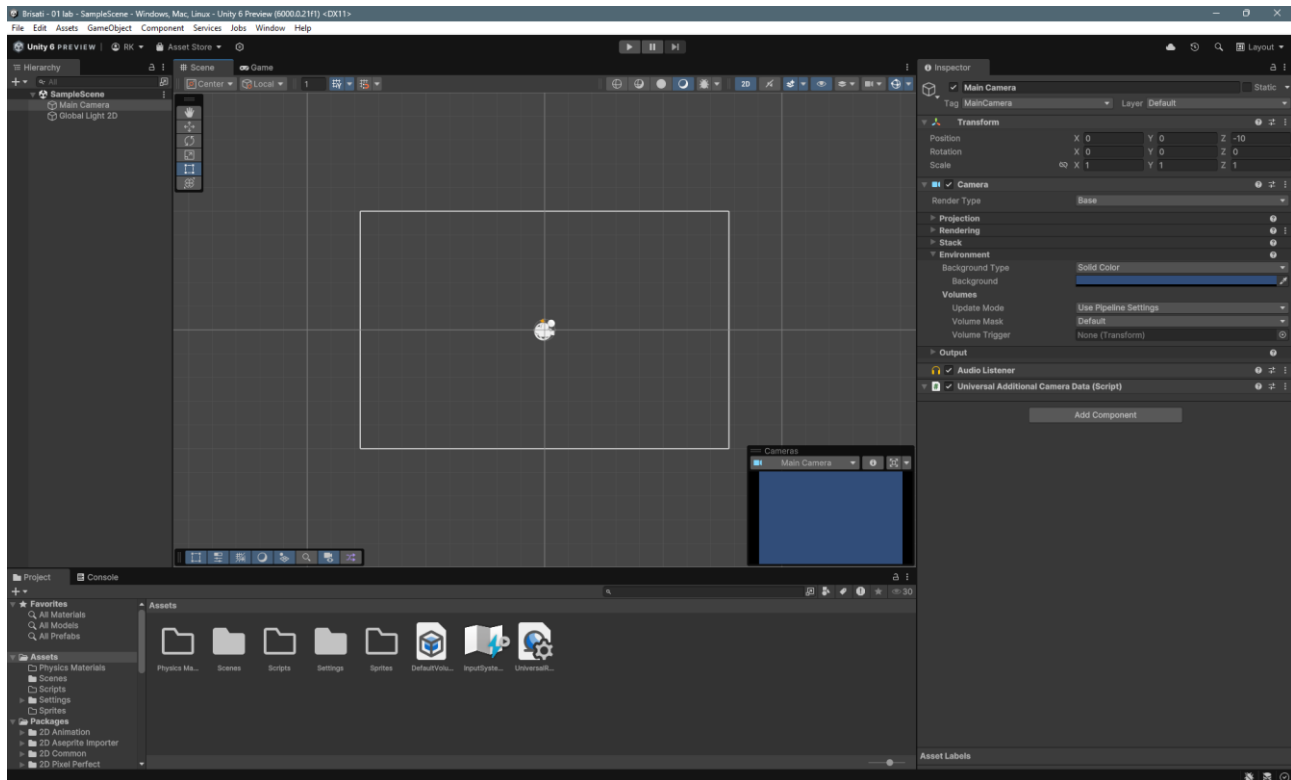 Brisati - 01 lab - SampleScene - Windows, Mac, Linux - Unity 6 Preview (6000.0.21f1) <DX11>
File Edit Assets GameObject Component Services Jobs Window Help
Unity 6 PREVIEW RK Asset Store Layout
Hierarchy
All
SampleScene
Main Camera
Global Light 2D
Scene Game
Center Local 1 2D
Cameras
Main Camera
Inspector
Main Camera Static
Tag MainCamera Layer Default
Transform
Position X 0 Y 0 Z -10
Rotation X 0 Y 0 Z 0
Scale X 1 Y 1 Z 1
Camera
Render Type Base
Projection
Rendering
Stack
Environment
Background Type Solid Color
Background
Volumes
Update Mode Use Pipeline Settings
Volume Mask Default
Volume Trigger None (Transform)
Output
Audio Listener
Universal Additional Camera Data (Script)
Add Component
Asset Labels
Project Console
30
Favorites
All Materials
All Models
All Prefabs
Assets
Physics Materials
Scenes
Scripts
Settings
Sprites
Packages
2D Animation
2D Aseprite Importer
2D Common
2D Pixel Perfect
Assets
Physics Ma... Scenes Scripts Settings Sprites DefaultVolu... InputSyste... UniversalR...